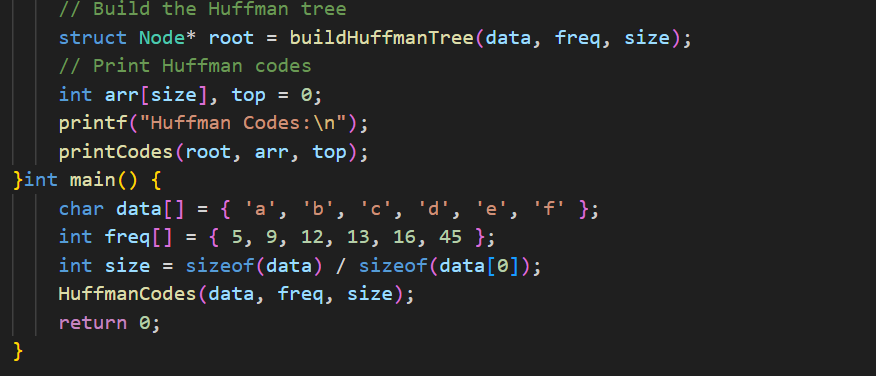 // Build the Huffman tree
struct Node* root = buildHuffmanTree(data, freq, size);
// Print Huffman codes
int arr[size], top = 0;
printf("Huffman Codes:\n");
printCodes(root, arr, top);
}int main() {
char data[] = { 'a', 'b', 'c', 'd', 'e', 'f' };
int freq[] = { 5, 9, 12, 13, 16, 45 };
int size = sizeof(data) / sizeof(data[0]);
HuffmanCodes(data, freq, size);
return 0;
}